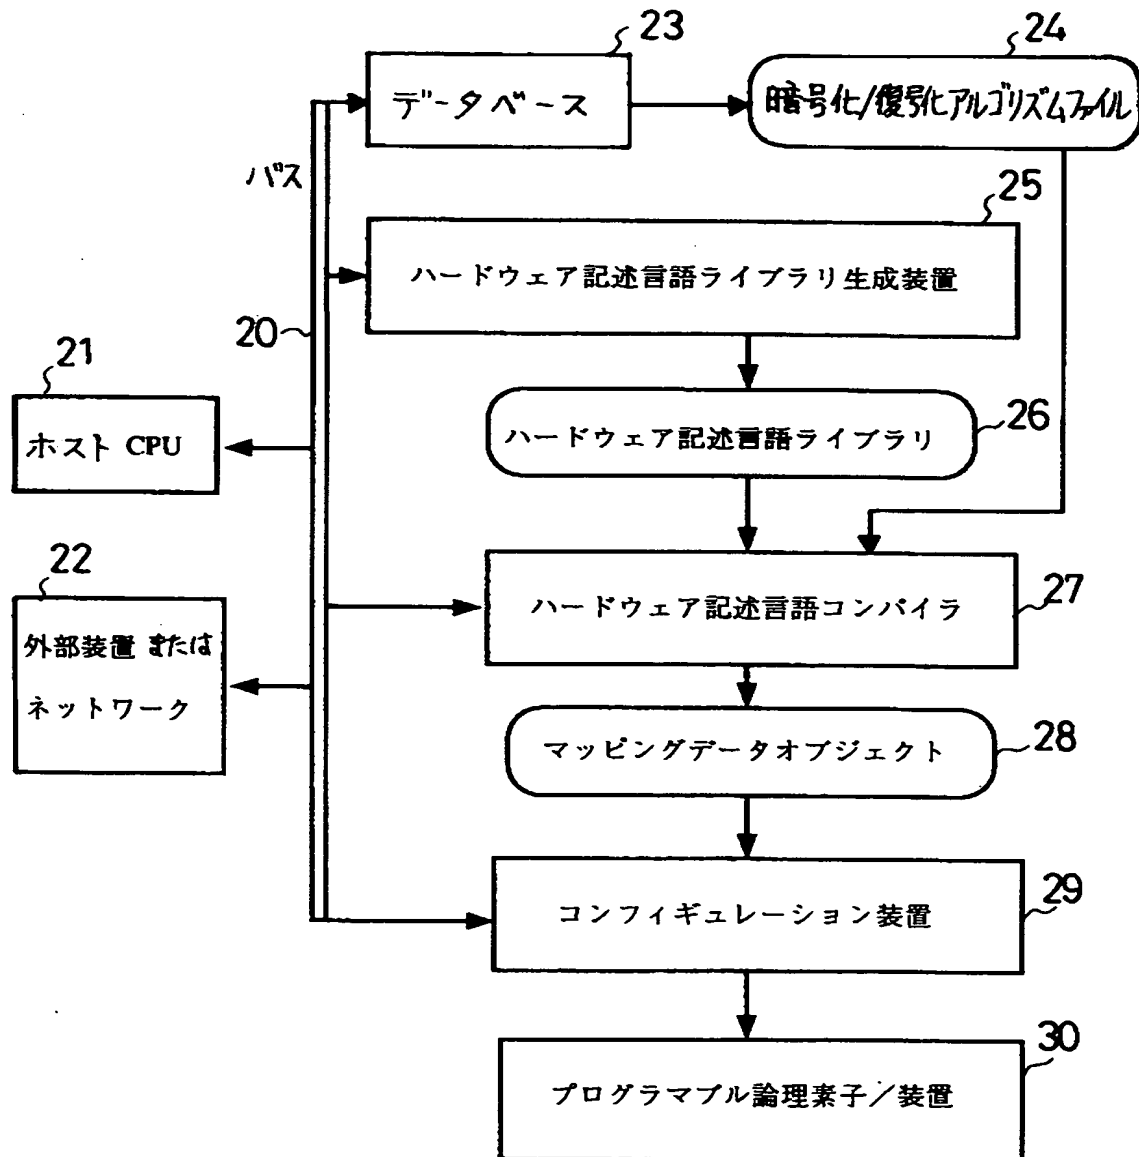 23
データベース
24
暗号化/復号化アルゴリズムファイル
バス
25
ハードウェア記述言語ライブラリ生成装置
20
21
ホスト CPU
26
ハードウェア記述言語ライブラリ
22
外部装置 または
ネットワーク
27
ハードウェア記述言語コンパイラ
28
マッピングデータオブジェクト
29
コンフィギュレーション装置
30
プログラマブル論理素子/装置